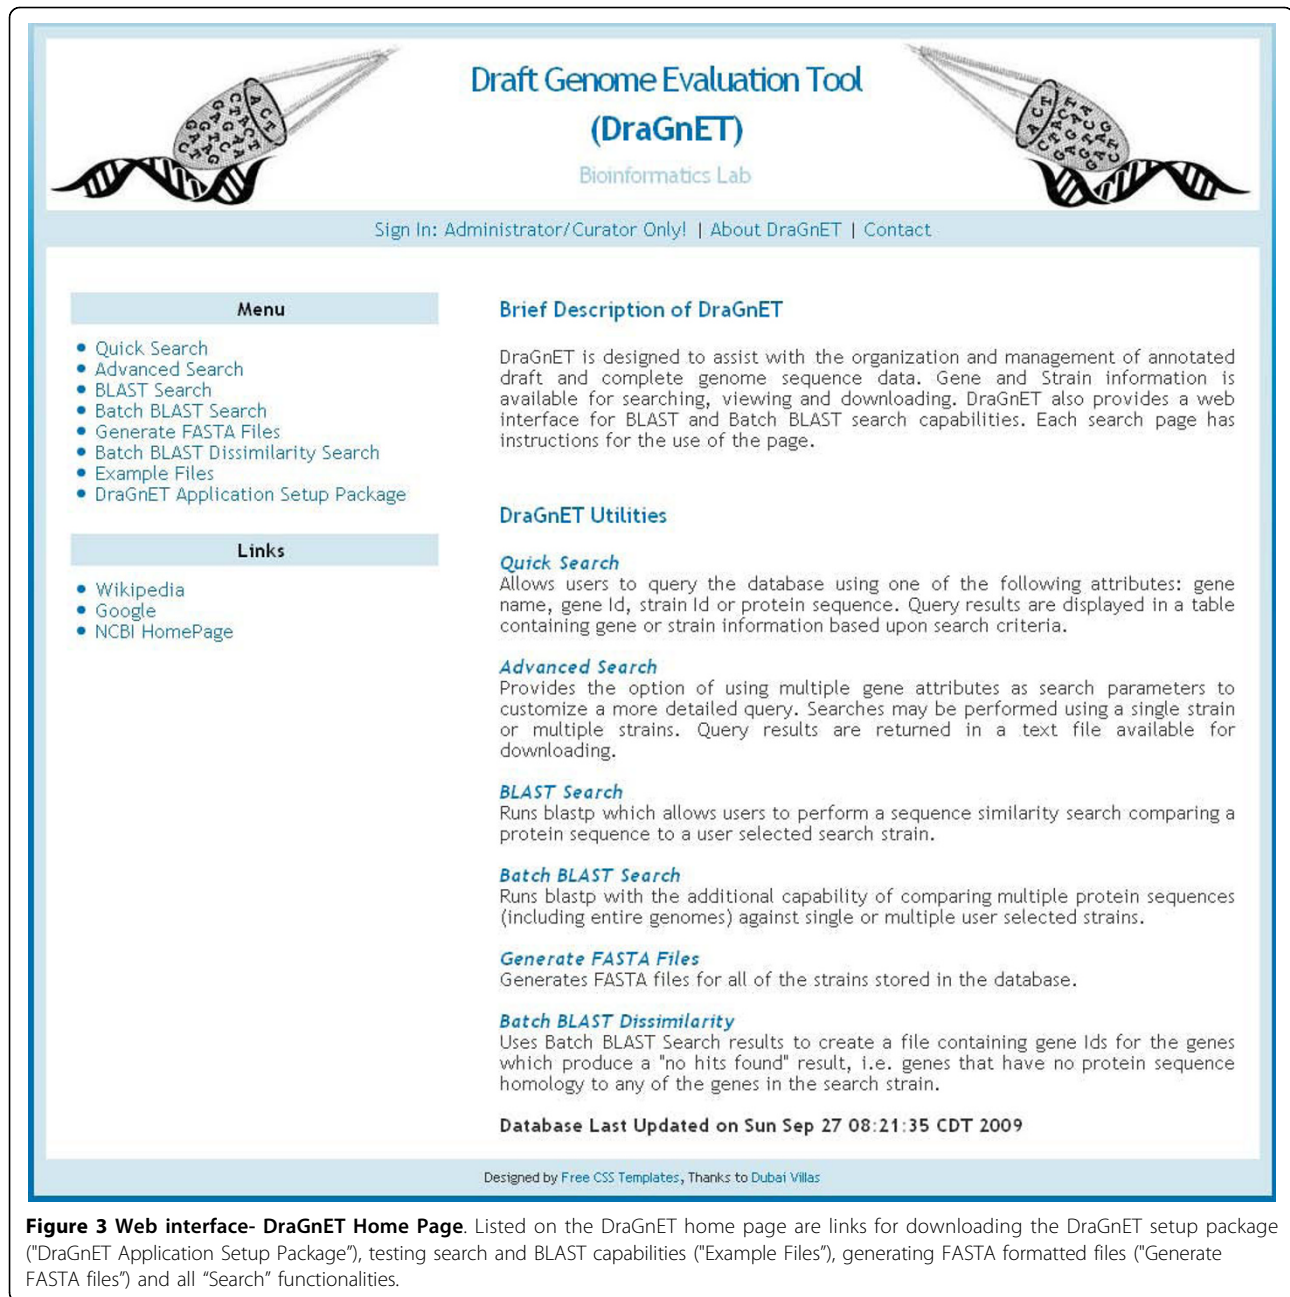 Draft Genome Evaluation Tool
(DraGnET)
Bioinformatics Lab
Sign In: Administrator/Curator Only! | About DraGnET | Contact
Menu
• Quick Search
• Advanced Search
• BLAST Search
• Batch BLAST Search
• Generate FASTA Files
• Batch BLAST Dissimilarity Search
• Example Files
• DraGnET Application Setup Package
Links
• Wikipedia
• Google
• NCBI HomePage
Brief Description of DraGnET
DraGnET is designed to assist with the organization and management of annotated
draft and complete genome sequence data. Gene and Strain information is
available for searching, viewing and downloading. DraGnET also provides a web
interface for BLAST and Batch BLAST search capabilities. Each search page has
instructions for the use of the page.
DraGnET Utilities
Quick Search
Allows users to query the database using one of the following attributes: gene
name, gene Id, strain Id or protein sequence. Query results are displayed in a table
containing gene or strain information based upon search criteria.
Advanced Search
Provides the option of using multiple gene attributes as search parameters to
customize a more detailed query. Searches may be performed using a single strain
or multiple strains. Query results are returned in a text file available for
downloading.
BLAST Search
Runs blastp which allows users to perform a sequence similarity search comparing a
protein sequence to a user selected search strain.
Batch BLAST Search
Runs blastp with the additional capability of comparing multiple protein sequences
(including entire genomes) against single or multiple user selected strains.
Generate FASTA Files
Generates FASTA files for all of the strains stored in the database.
Batch BLAST Dissimilarity
Uses Batch BLAST Search results to create a file containing gene Ids for the genes
which produce a "no hits found" result, i.e. genes that have no protein sequence
homology to any of the genes in the search strain.
Database Last Updated on Sun Sep 27 08:21:35 CDT 2009
Designed by Free CSS Templates, Thanks to Dubai Villas
Figure 3 Web interface- DraGnET Home Page. Listed on the DraGnET home page are links for downloading the DraGnET setup package
("DraGnET Application Setup Package"), testing search and BLAST capabilities ("Example Files"), generating FASTA formatted files ("Generate
FASTA files") and all "Search" functionalities.